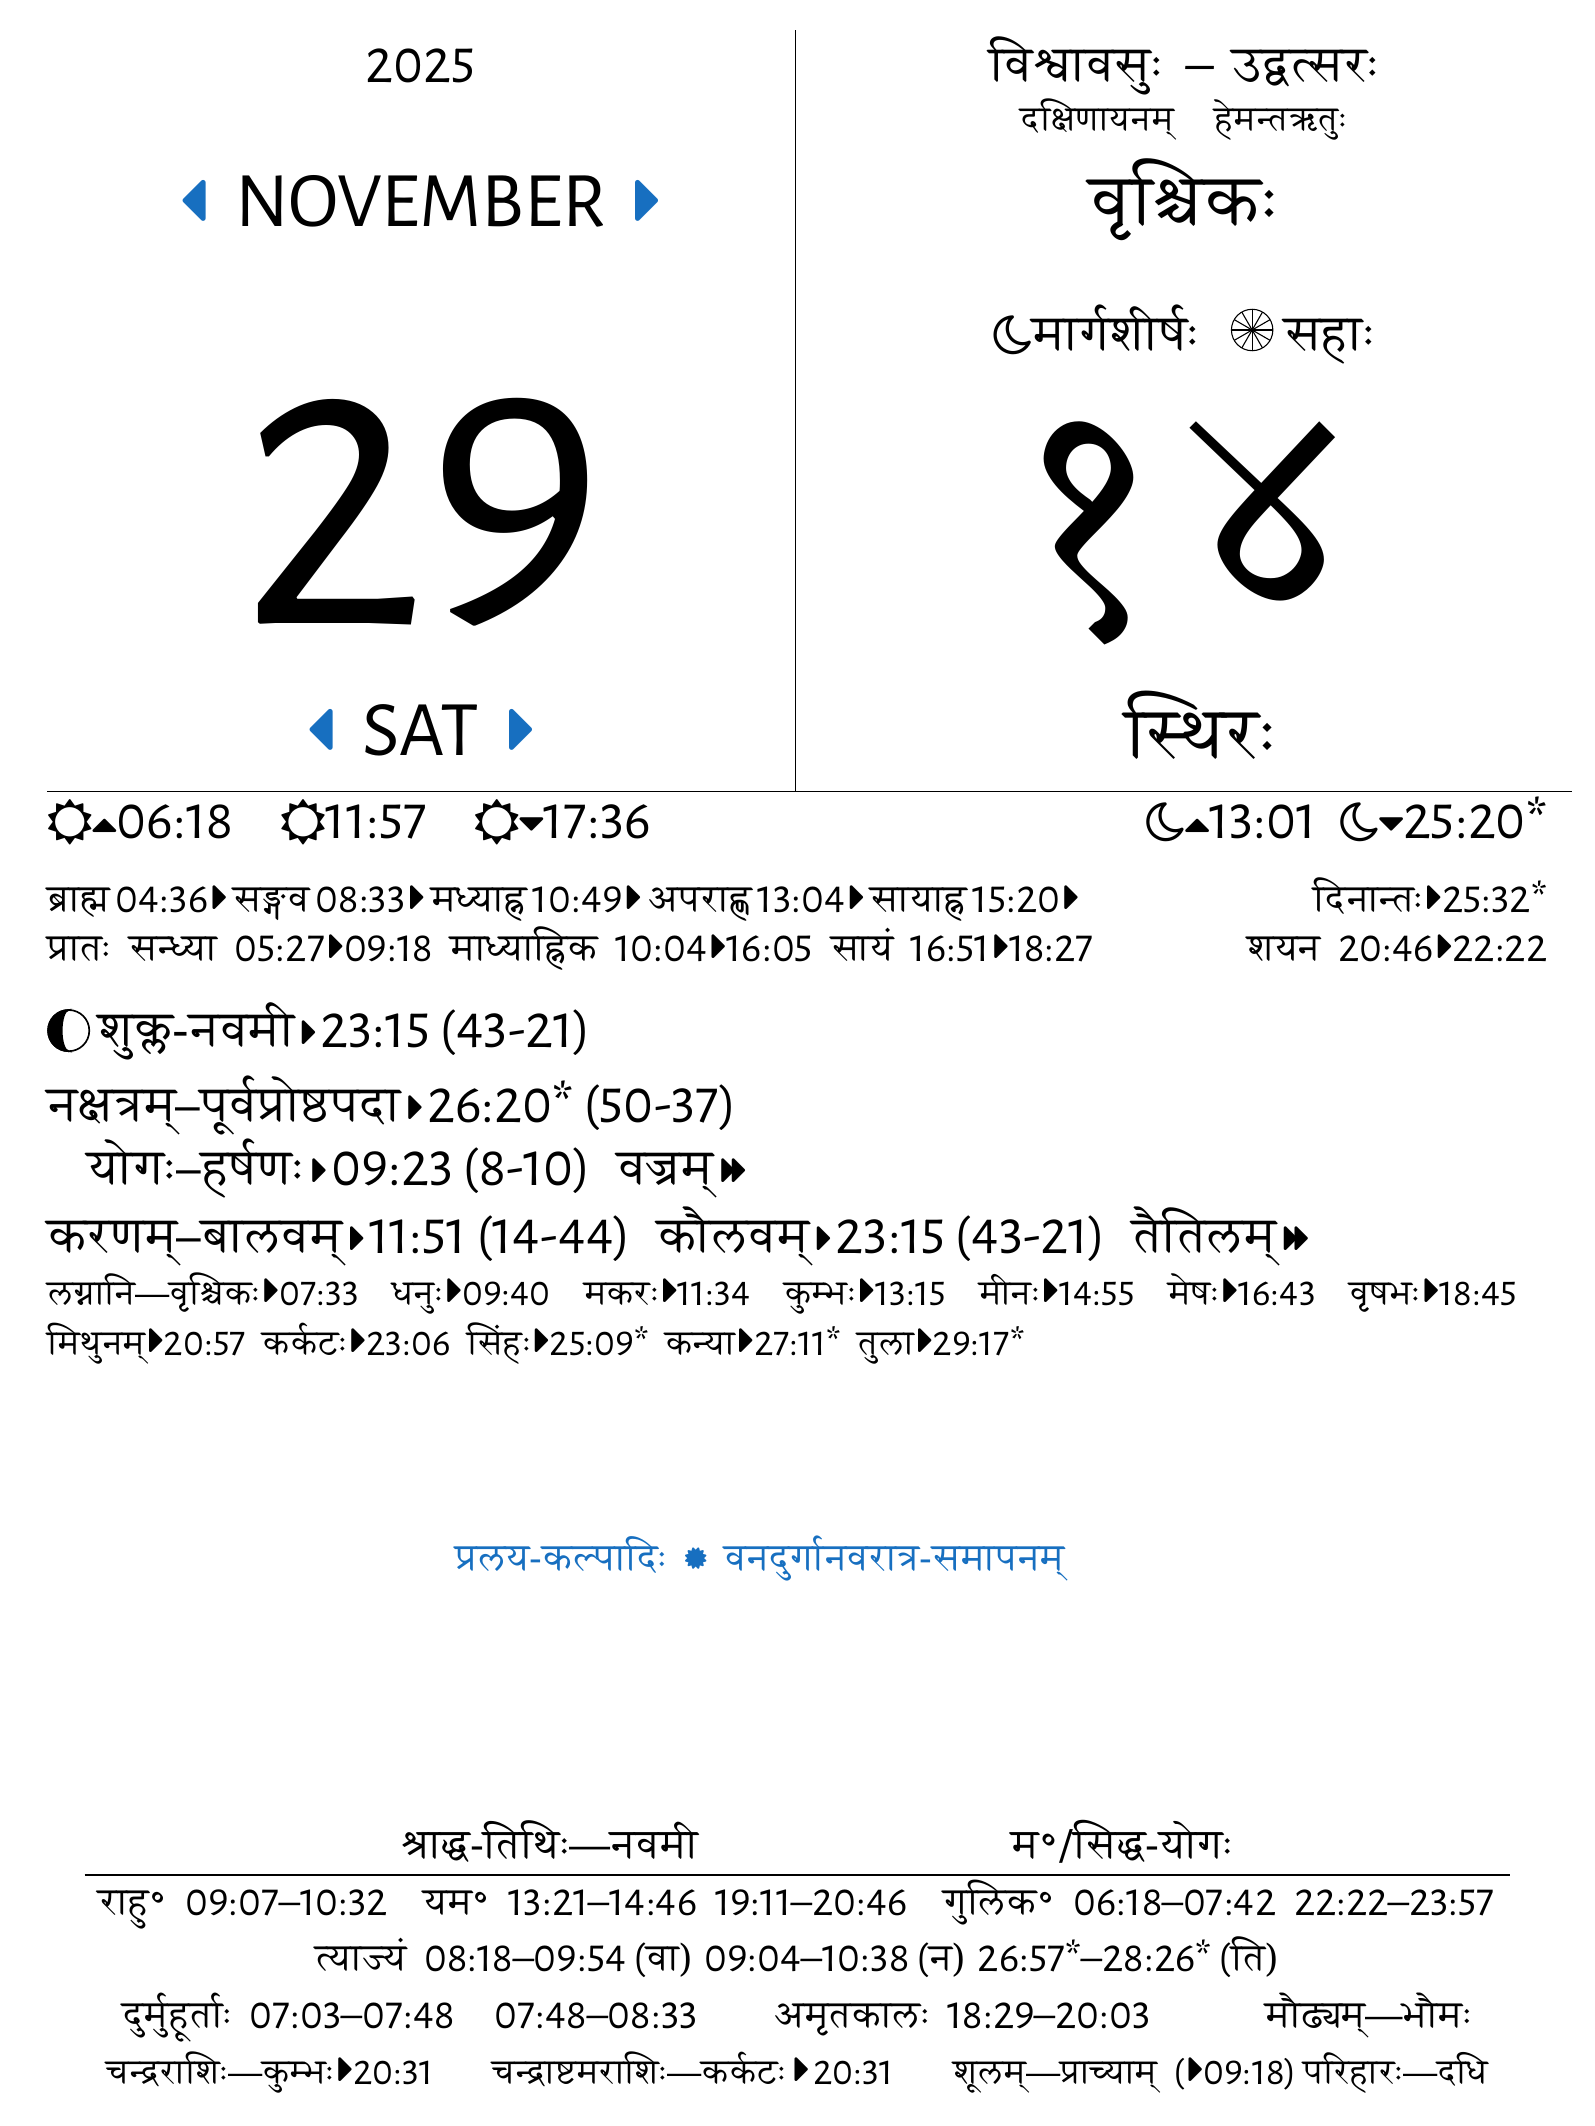 2025
NOVEMBER
29
SAT
विश्वावसुः – उद्वत्सरः
दक्षिणायनम् हेमन्तऋतुः
वृश्चिकः
मार्गशीर्षः सहाः
१४
स्थिरः
06:18 11:57 17:36 13:01 25:20*
ब्राह्म 04:36 सङ्गव 08:33 मध्याह्न 10:49 अपराह्ण 13:04 सायाह्न 15:20 दिनान्तः 25:32*
प्रातः सन्ध्या 05:27 09:18 माध्याह्निक 10:04 16:05 सायं 16:51 18:27 शयन 20:46 22:22
शुक्ल-नवमी 23:15 (43-21)
नक्षत्रम्–पूर्वप्रोष्ठपदा 26:20* (50-37)
योगः–हर्षणः 09:23 (8-10) वज्रम्
करणम्–बालवम् 11:51 (14-44) कौलवम् 23:15 (43-21) तैतिलम्
लग्नानि—वृश्चिकः 07:33 धनुः 09:40 मकरः 11:34 कुम्भः 13:15 मीनः 14:55 मेषः 16:43 वृषभः 18:45
मिथुनम् 20:57 कर्कटः 23:06 सिंहः 25:09* कन्या 27:11* तुला 29:17*
प्रलय-कल्पादिः ✹ वनदुर्गानवरात्र-समापनम्
श्राद्ध-तिथिः—नवमी म°/सिद्ध-योगः
राहु° 09:07–10:32 यम° 13:21–14:46 19:11–20:46 गुलिक° 06:18–07:42 22:22–23:57
त्याज्यं 08:18–09:54 (वा) 09:04–10:38 (न) 26:57*–28:26* (ति)
दुर्मुहूर्ताः 07:03–07:48 07:48–08:33 अमृतकालः 18:29–20:03 मौढ्यम्—भौमः
चन्द्रराशिः—कुम्भः 20:31 चन्द्राष्टमराशिः—कर्कटः 20:31 शूलम्—प्राच्याम् ( 09:18) परिहारः—दधि